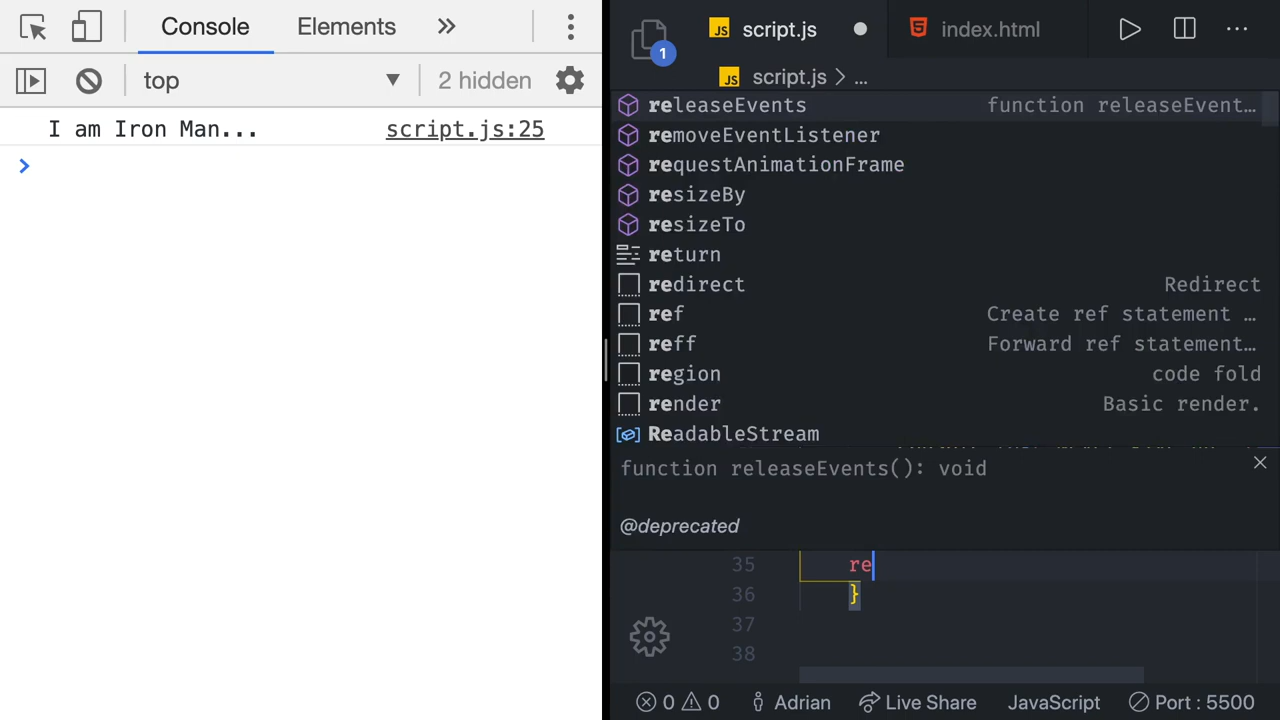 Console Elements
top 2 hidden
I am Iron Man... script.js:25
1
JS script.js index.html
JS script.js > ...
releaseEvents function releaseEvent…
removeEventListener
requestAnimationFrame
resizeBy
resizeTo
return
redirect Redirect
ref Create ref statement …
reff Forward ref statement…
region code fold
render Basic render.
ReadableStream
function releaseEvents(): void
@deprecated
35 re
36 }
37
38
0 0 Adrian Live Share JavaScript Port : 5500